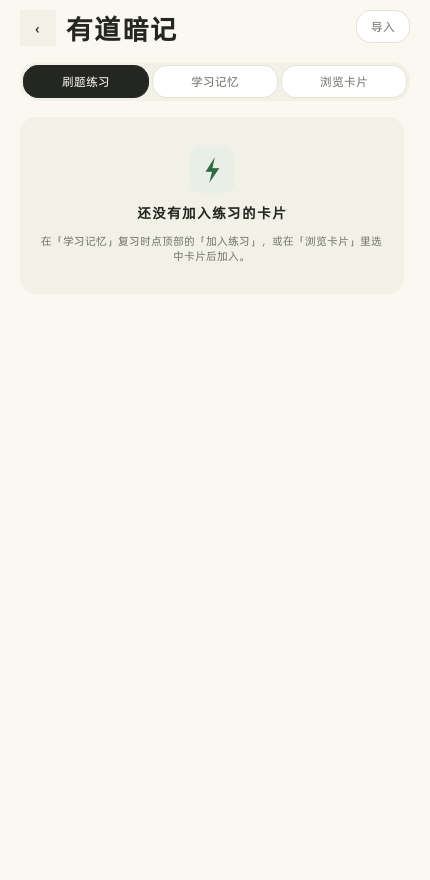 ‹ 有道暗记 导入
刷题练习 学习记忆 浏览卡片
还没有加入练习的卡片
在「学习记忆」复习时点顶部的「加入练习」，或在「浏览卡片」里选
中卡片后加入。